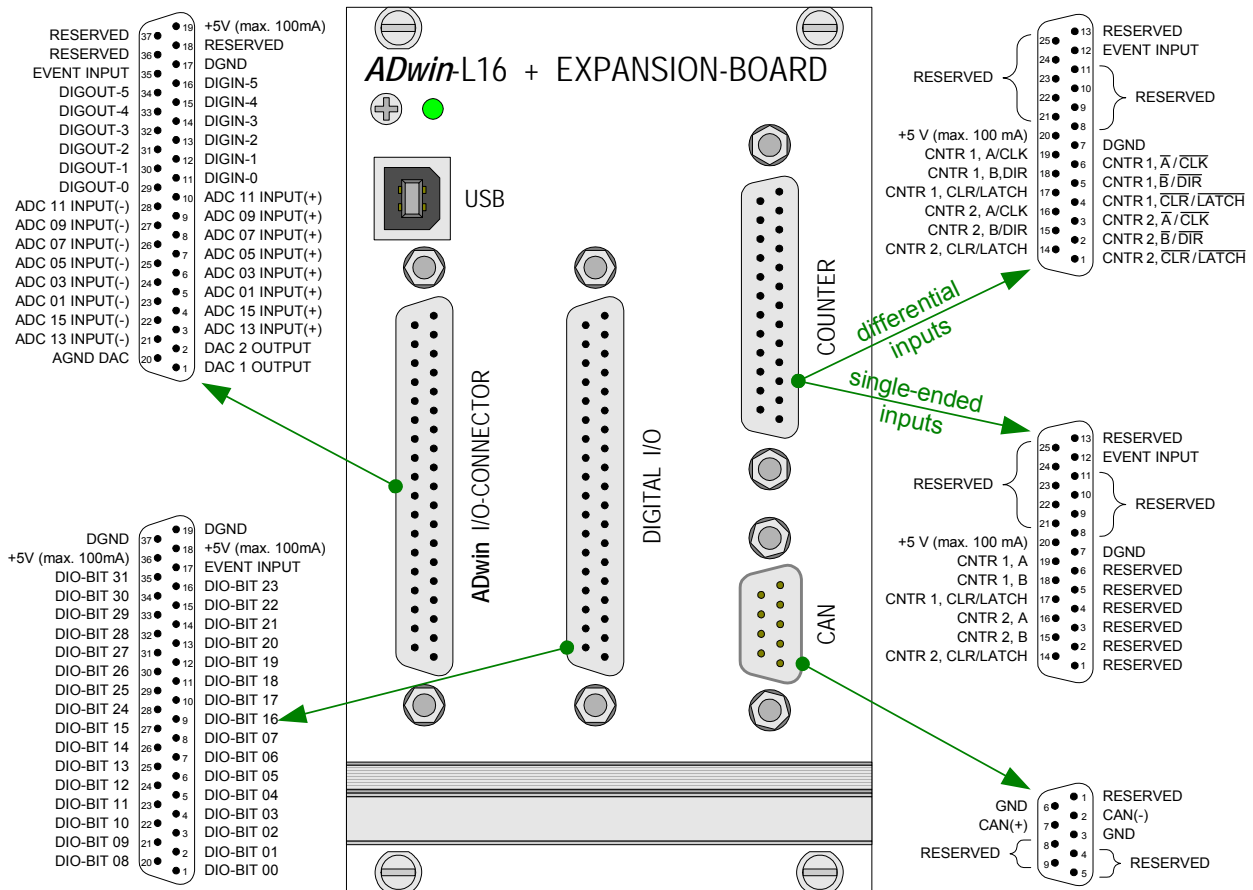 ADwin-L16 + EXPANSION-BOARD
USB
ADwin I/O-CONNECTOR
DIGITAL I/O
COUNTER
CAN
differential
inputs
single-ended
inputs
RESERVED 37
RESERVED 36
EVENT INPUT 35
DIGOUT-5 34
DIGOUT-4 33
DIGOUT-3 32
DIGOUT-2 31
DIGOUT-1 30
DIGOUT-0 29
ADC 11 INPUT(-) 28
ADC 09 INPUT(-) 27
ADC 07 INPUT(-) 26
ADC 05 INPUT(-) 25
ADC 03 INPUT(-) 24
ADC 01 INPUT(-) 23
ADC 15 INPUT(-) 22
ADC 13 INPUT(-) 21
AGND DAC 20
19 +5V (max. 100mA)
18 RESERVED
17 DGND
16 DIGIN-5
15 DIGIN-4
14 DIGIN-3
13 DIGIN-2
12 DIGIN-1
11 DIGIN-0
10 ADC 11 INPUT(+)
9 ADC 09 INPUT(+)
8 ADC 07 INPUT(+)
7 ADC 05 INPUT(+)
6 ADC 03 INPUT(+)
5 ADC 01 INPUT(+)
4 ADC 15 INPUT(+)
3 ADC 13 INPUT(+)
2 DAC 2 OUTPUT
1 DAC 1 OUTPUT
DGND 37
+5V (max. 100mA) 36
DIO-BIT 31 35
DIO-BIT 30 34
DIO-BIT 29 33
DIO-BIT 28 32
DIO-BIT 27 31
DIO-BIT 26 30
DIO-BIT 25 29
DIO-BIT 24 28
DIO-BIT 15 27
DIO-BIT 14 26
DIO-BIT 13 25
DIO-BIT 12 24
DIO-BIT 11 23
DIO-BIT 10 22
DIO-BIT 09 21
DIO-BIT 08 20
19 DGND
18 +5V (max. 100mA)
17 EVENT INPUT
16 DIO-BIT 23
15 DIO-BIT 22
14 DIO-BIT 21
13 DIO-BIT 20
12 DIO-BIT 19
11 DIO-BIT 18
10 DIO-BIT 17
9 DIO-BIT 16
8 DIO-BIT 07
7 DIO-BIT 06
6 DIO-BIT 05
5 DIO-BIT 04
4 DIO-BIT 03
3 DIO-BIT 02
2 DIO-BIT 01
1 DIO-BIT 00
25
24
RESERVED 23
22
21
+5 V (max. 100 mA) 20
CNTR 1, A/CLK 19
CNTR 1, B,DIR 18
CNTR 1, CLR/LATCH 17
CNTR 2, A/CLK 16
CNTR 2, B/DIR 15
CNTR 2, CLR/LATCH 14
13 RESERVED
12 EVENT INPUT
11
10
RESERVED
9
8
7 DGND
6 CNTR 1, A̅/C̅L̅K̅
5 CNTR 1, B̅/D̅I̅R̅
4 CNTR 1, C̅L̅R̅/L̅A̅T̅C̅H̅
3 CNTR 2, A̅/C̅L̅K̅
2 CNTR 2, B̅/D̅I̅R̅
1 CNTR 2, C̅L̅R̅/L̅A̅T̅C̅H̅
25
24
RESERVED 23
22
21
+5 V (max. 100 mA) 20
CNTR 1, A 19
CNTR 1, B 18
CNTR 1, CLR/LATCH 17
CNTR 2, A 16
CNTR 2, B 15
CNTR 2, CLR/LATCH 14
13 RESERVED
12 EVENT INPUT
11
10
RESERVED
9
8
7 DGND
6 RESERVED
5 RESERVED
4 RESERVED
3 RESERVED
2 RESERVED
1 RESERVED
GND 6
CAN(+) 7
RESERVED 8
9
1 RESERVED
2 CAN(-)
3 GND
4 RESERVED
5